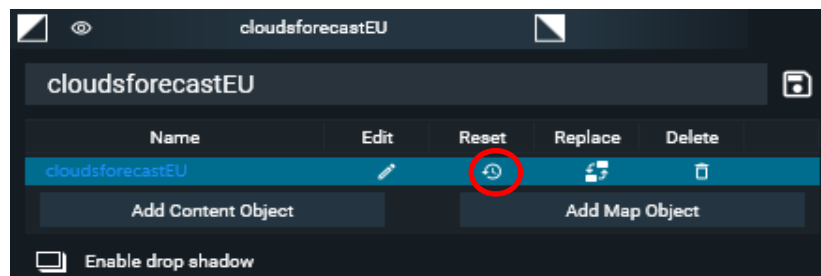 cloudsforecastEU
cloudsforecastEU
Name Edit Reset Replace Delete
cloudsforecastEU
Add Content Object Add Map Object
Enable drop shadow